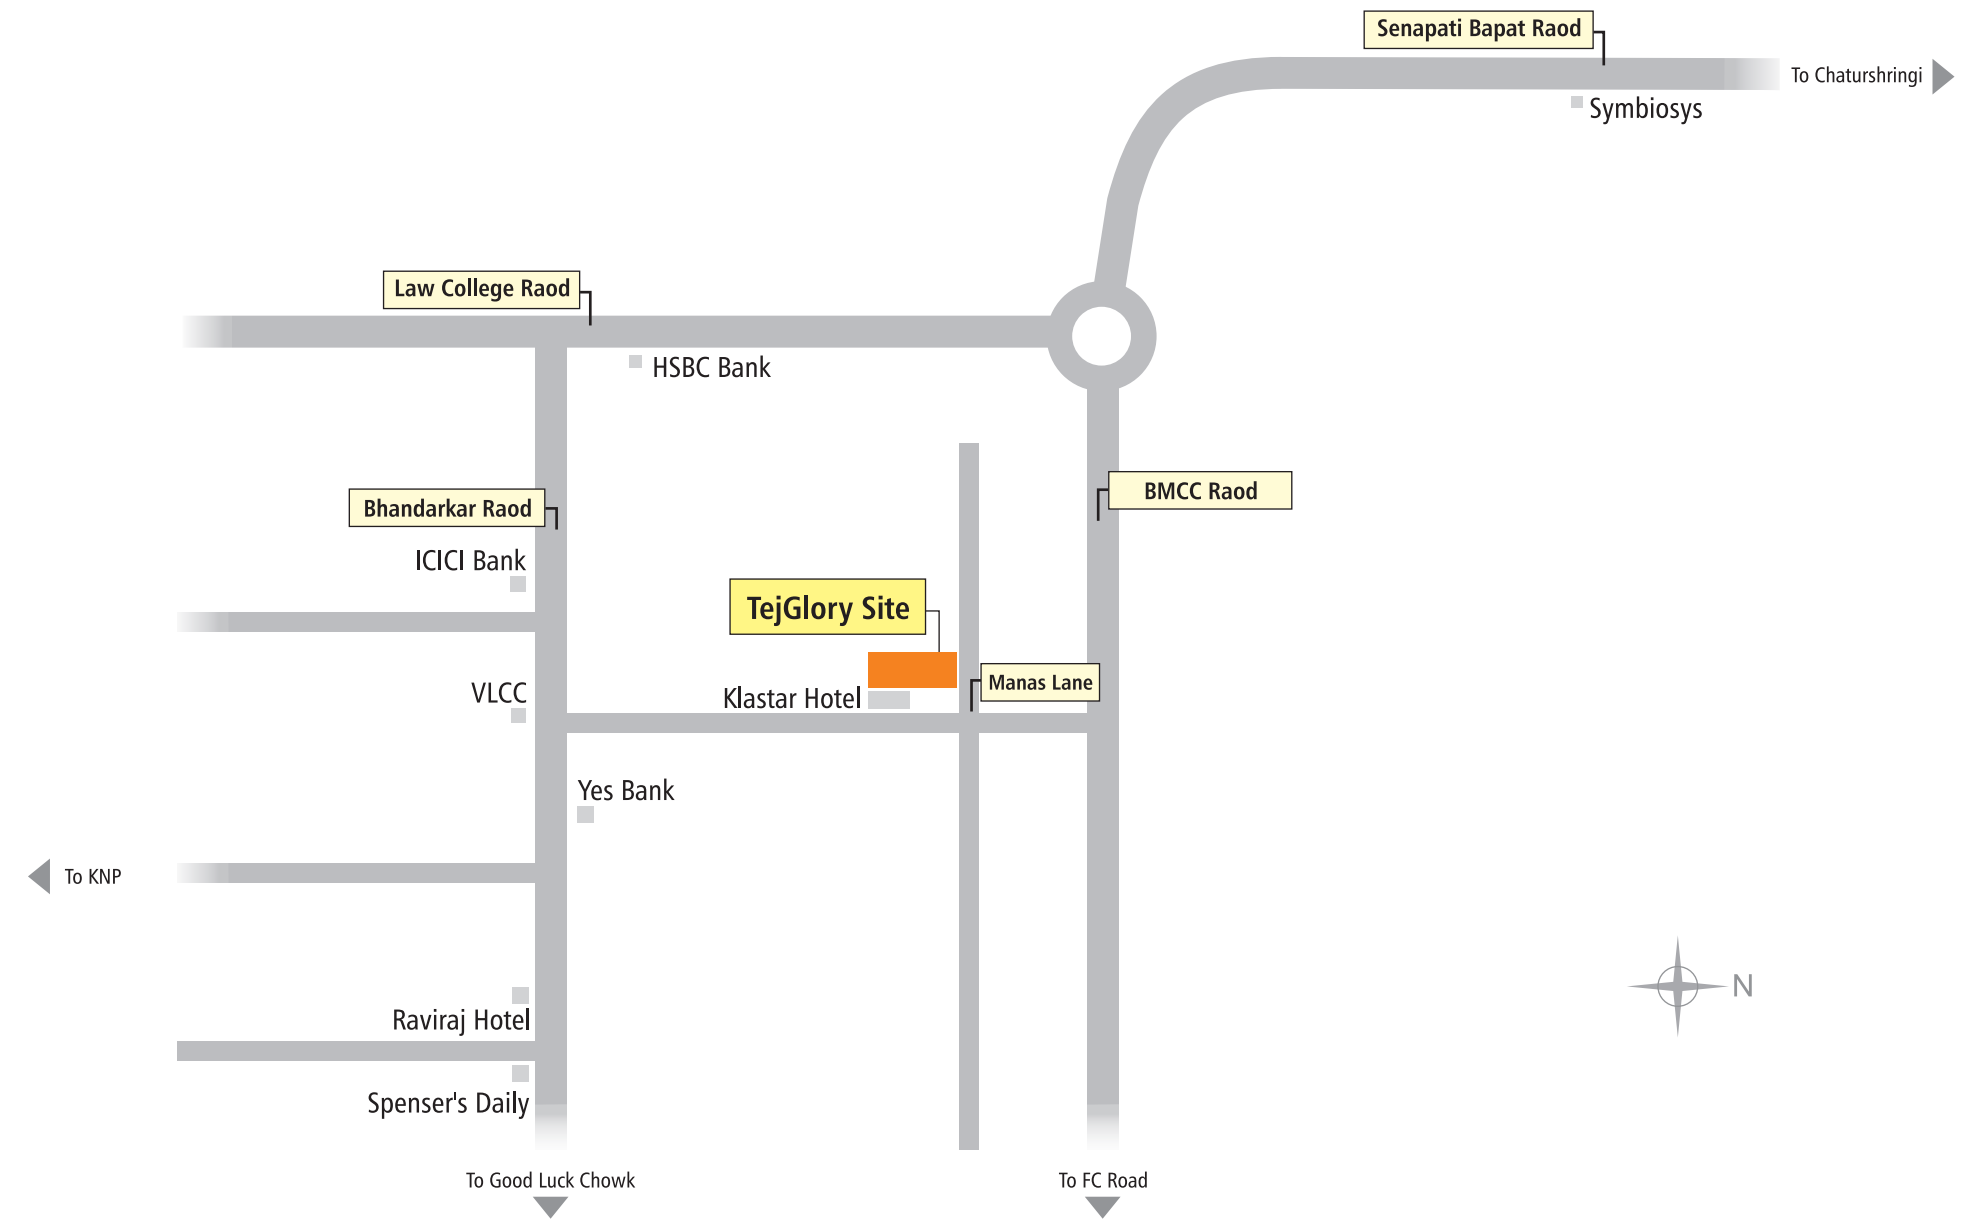 Senapati Bapat Raod
To Chaturshringi
Symbiosys
Law College Raod
HSBC Bank
BMCC Raod
Bhandarkar Raod
ICICI Bank
TejGlory Site
Manas Lane
VLCC
Klastar Hotel
Yes Bank
To KNP
N
Raviraj Hotel
Spenser's Daily
To Good Luck Chowk
To FC Road